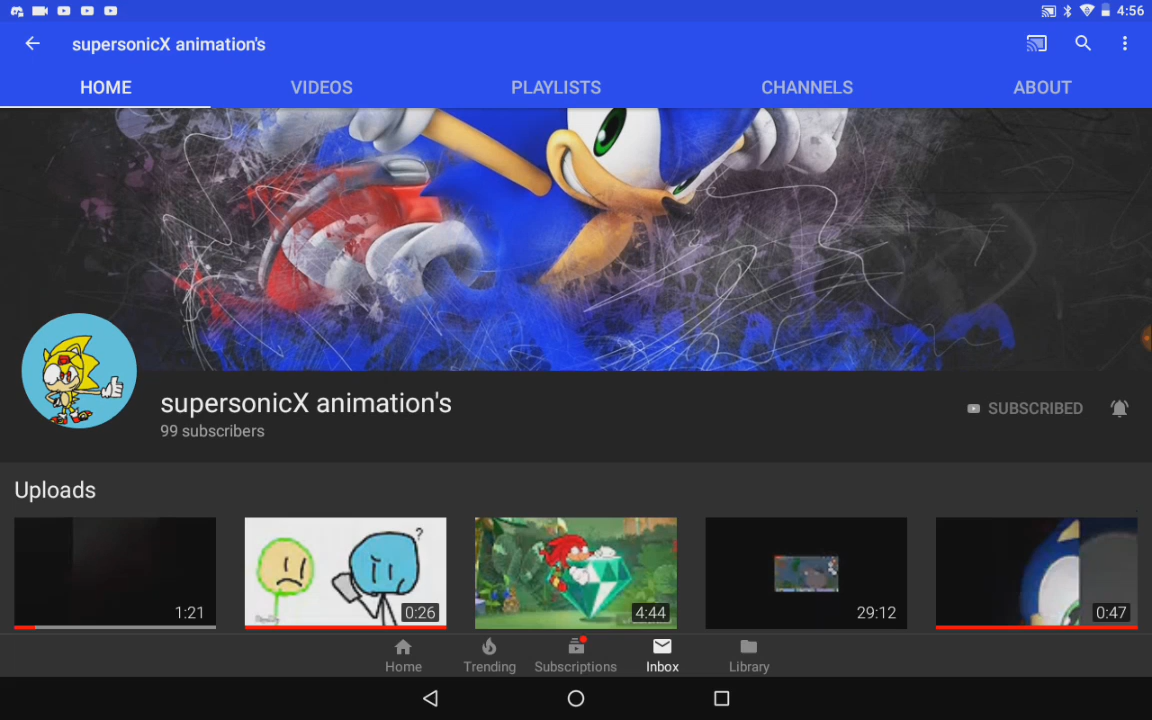 4:56
supersonicX animation's
HOME VIDEOS PLAYLISTS CHANNELS ABOUT
supersonicX animation's
99 subscribers
SUBSCRIBED
Uploads
?
1:21 0:26 4:44 29:12 0:47
Home Trending Subscriptions Inbox Library